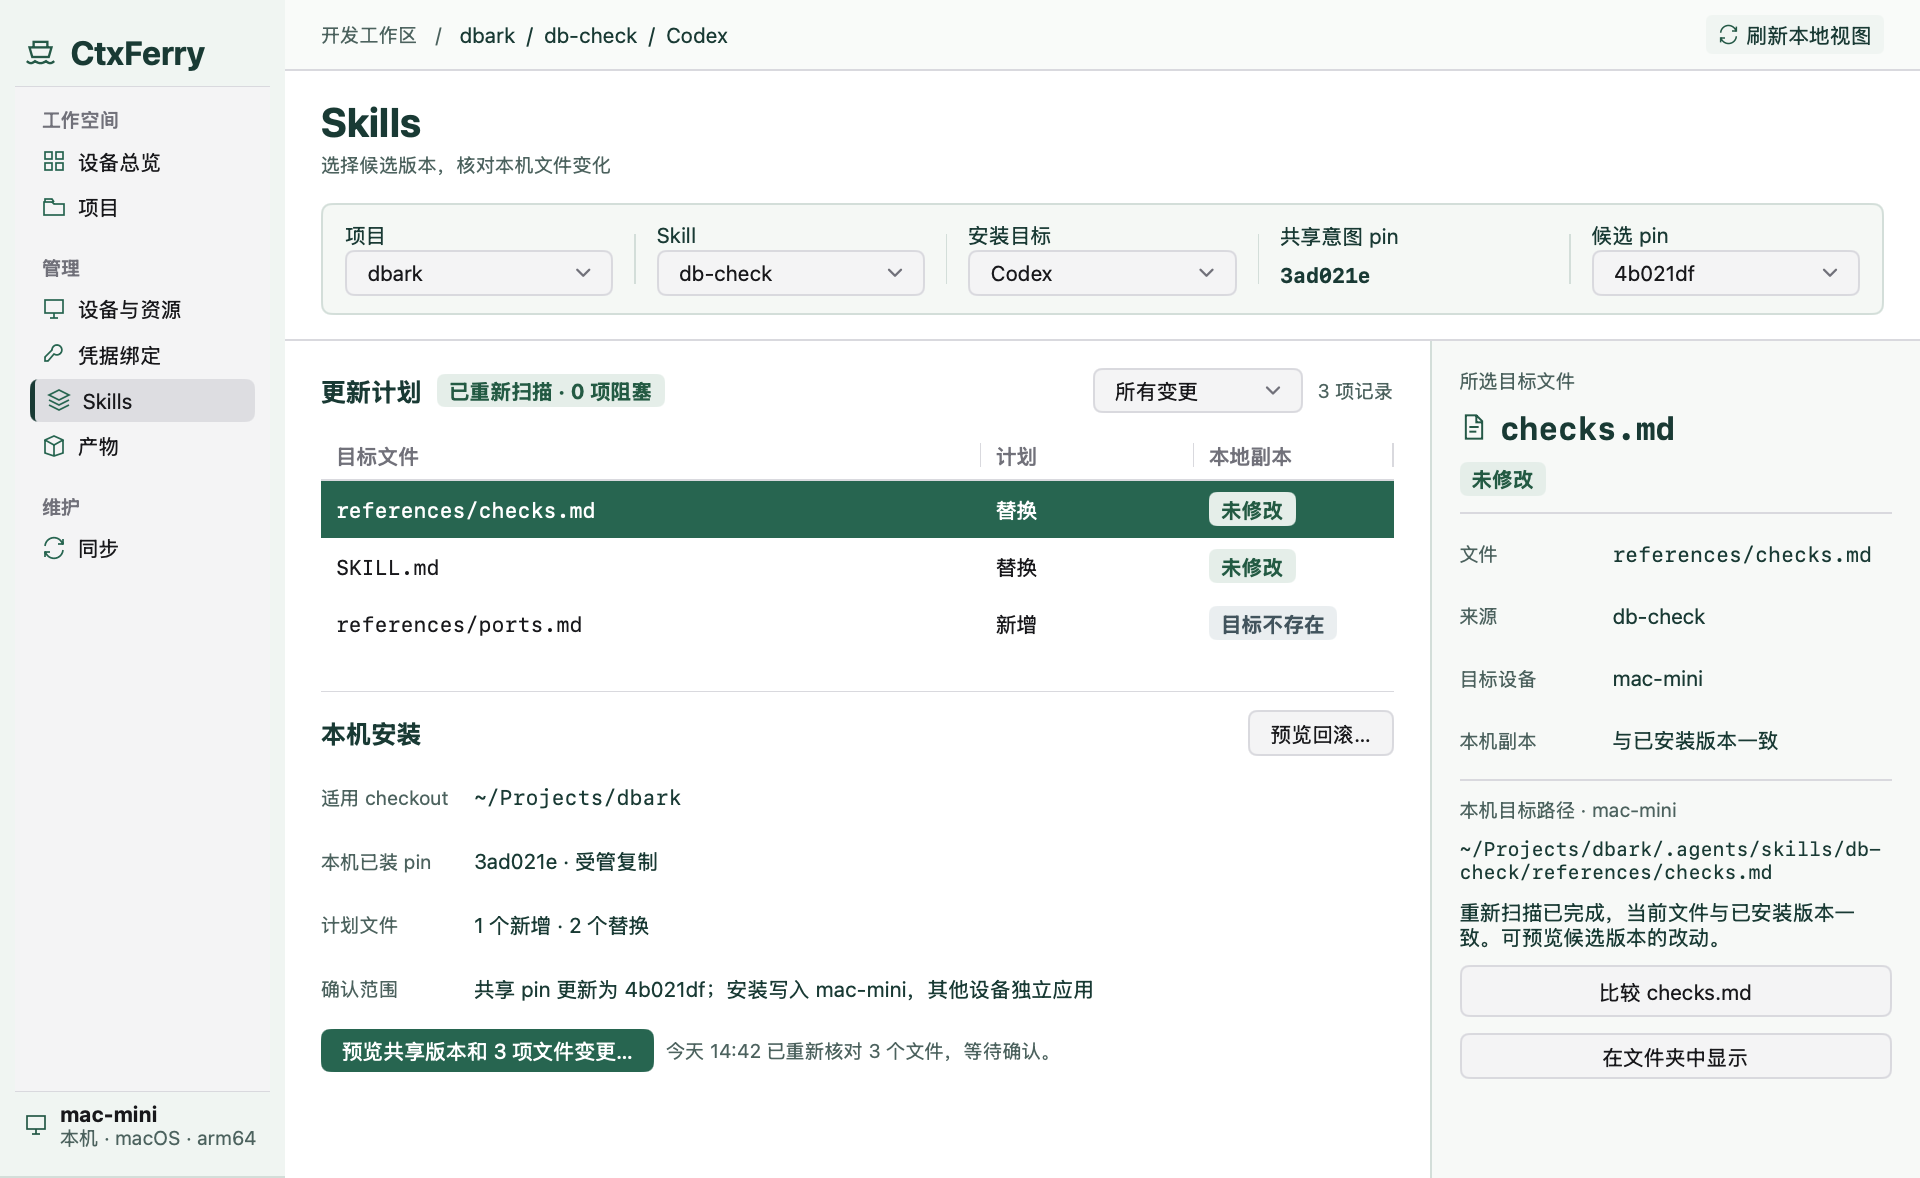 CtxFerry
工作空间
设备总览
项目
管理
设备与资源
凭据绑定
Skills
产物
维护
同步
mac-mini
本机 · macOS · arm64
开发工作区 / dbark / db-check / Codex
刷新本地视图
Skills
选择候选版本，核对本机文件变化
项目
dbark
Skill
db-check
安装目标
Codex
共享意图 pin
3ad021e
候选 pin
4b021df
更新计划 已重新扫描 · 0 项阻塞
所有变更
3 项记录
目标文件 计划 本地副本
references/checks.md 替换 未修改
SKILL.md 替换 未修改
references/ports.md 新增 目标不存在
本机安装
预览回滚...
适用 checkout ~/Projects/dbark
本机已装 pin 3ad021e · 受管复制
计划文件 1 个新增 · 2 个替换
确认范围 共享 pin 更新为 4b021df；安装写入 mac-mini，其他设备独立应用
预览共享版本和 3 项文件变更... 今天 14:42 已重新核对 3 个文件，等待确认。
所选目标文件
checks.md
未修改
文件 references/checks.md
来源 db-check
目标设备 mac-mini
本机副本 与已安装版本一致
本机目标路径 · mac-mini
~/Projects/dbark/.agents/skills/db-
check/references/checks.md
重新扫描已完成，当前文件与已安装版本一
致。可预览候选版本的改动。
比较 checks.md
在文件夹中显示